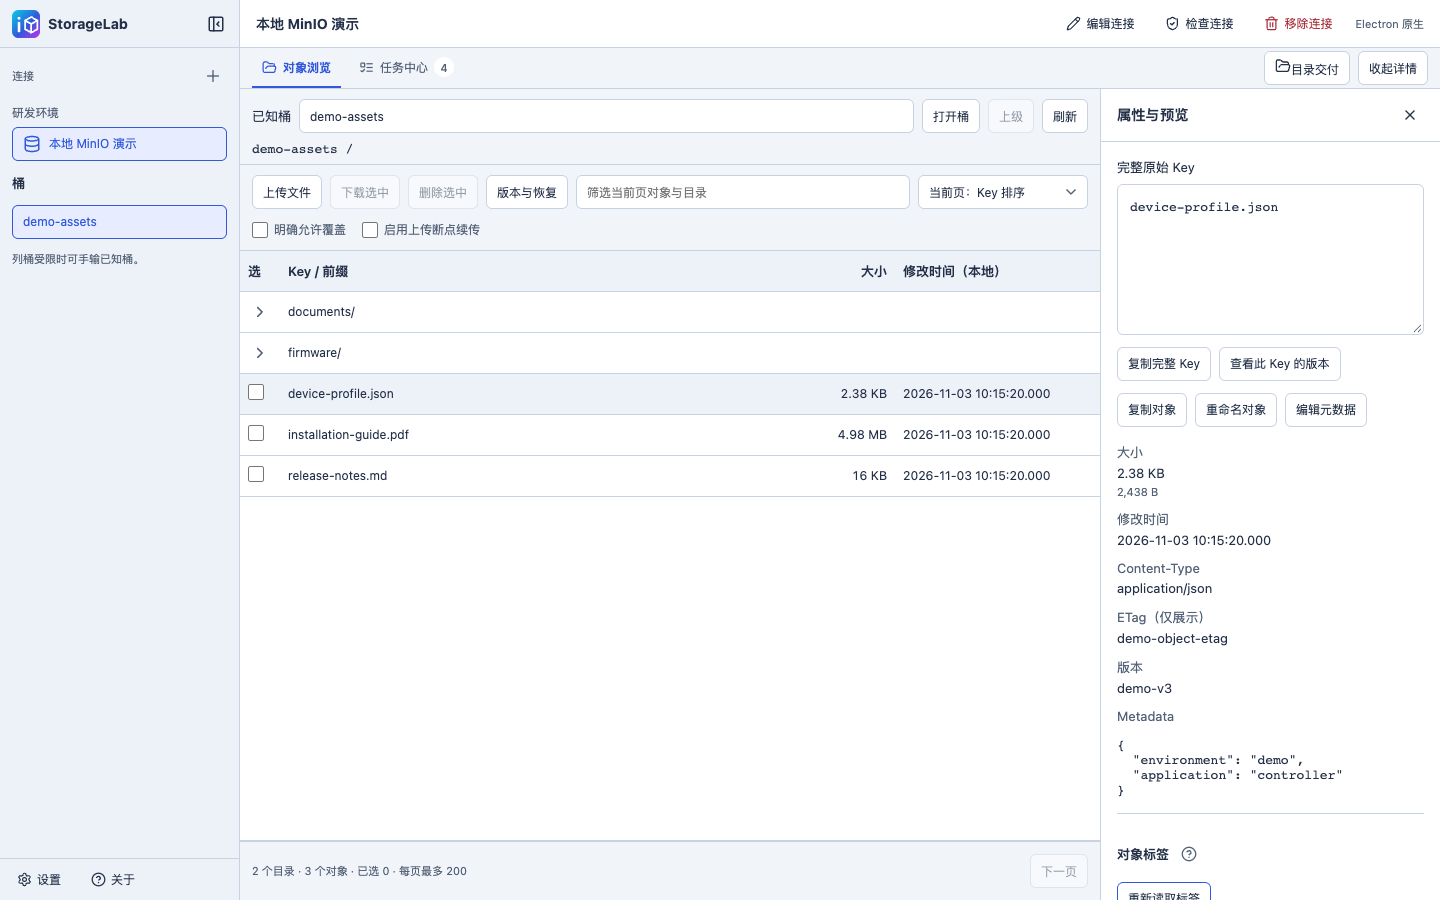 StorageLab
连接
研发环境
本地 MinIO 演示
桶
demo-assets
列桶受限时可手输已知桶。
设置
关于
本地 MinIO 演示
编辑连接
检查连接
移除连接
Electron 原生
对象浏览
任务中心 4
目录交付
收起详情
已知桶
demo-assets
打开桶
上级
刷新
demo-assets /
上传文件
下载选中
删除选中
版本与恢复
筛选当前页对象与目录
当前页：Key 排序
明确允许覆盖
启用上传断点续传
选 Key / 前缀 大小 修改时间（本地）
documents/
firmware/
device-profile.json 2.38 KB 2026-11-03 10:15:20.000
installation-guide.pdf 4.98 MB 2026-11-03 10:15:20.000
release-notes.md 16 KB 2026-11-03 10:15:20.000
2 个目录 · 3 个对象 · 已选 0 · 每页最多 200
下一页
属性与预览
完整原始 Key
device-profile.json
复制完整 Key
查看此 Key 的版本
复制对象
重命名对象
编辑元数据
大小
2.38 KB
2,438 B
修改时间
2026-11-03 10:15:20.000
Content-Type
application/json
ETag（仅展示）
demo-object-etag
版本
demo-v3
Metadata
{
"environment": "demo",
"application": "controller"
}
对象标签
重新读取标签